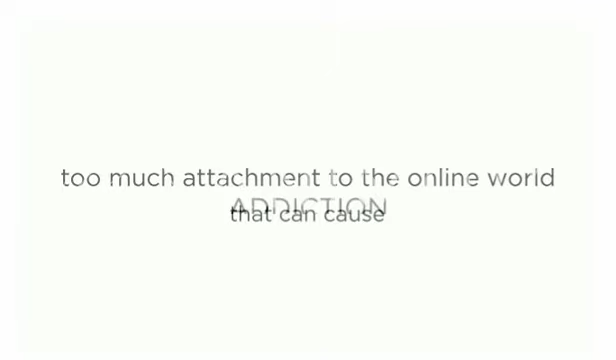 too much attachment to the online world
ADDICTION
that can cause